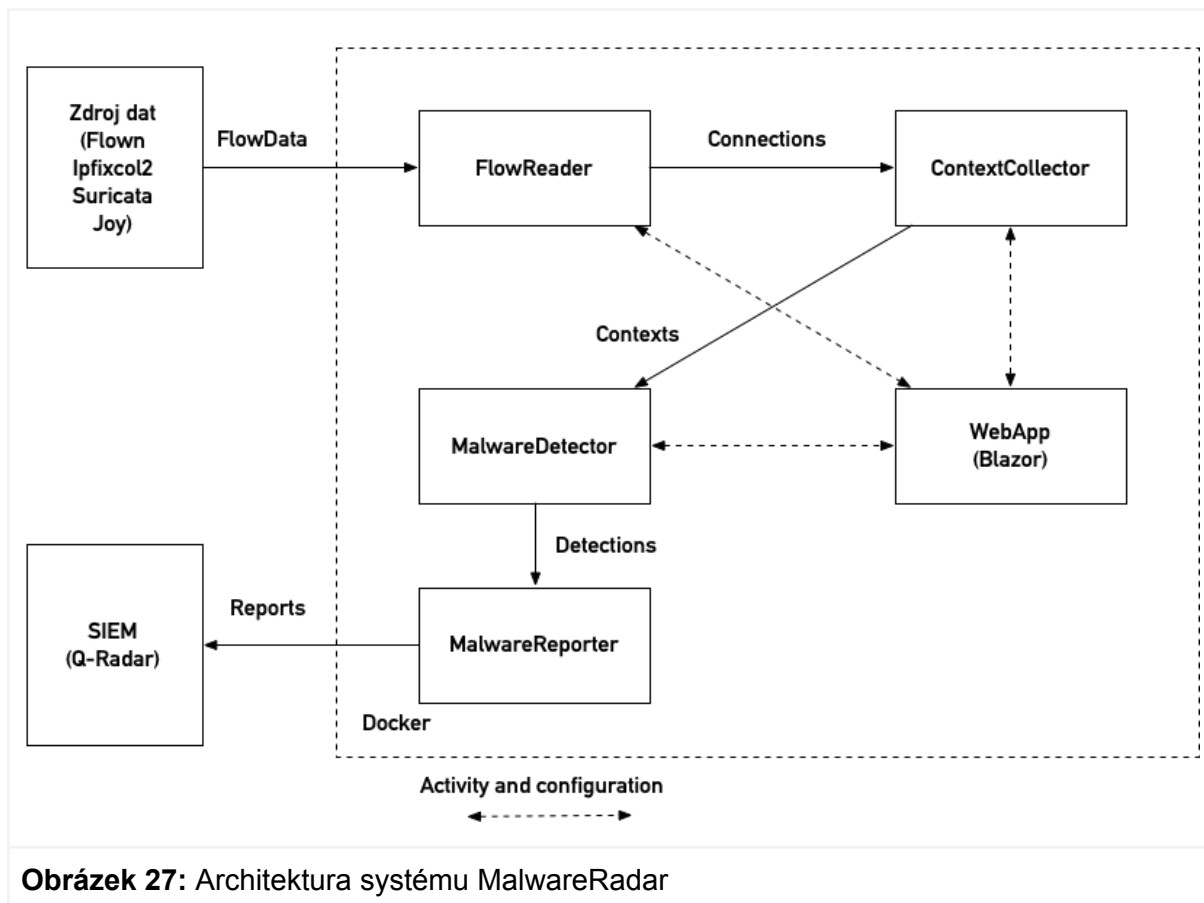 Zdroj dat
(Flown
Ipfixcol2
Suricata
Joy)
FlowData
FlowReader
Connections
ContextCollector
Contexts
MalwareDetector
WebApp
(Blazor)
Detections
SIEM
(Q-Radar)
Reports
MalwareReporter
Docker
Activity and configuration
Obrázek 27: Architektura systému MalwareRadar